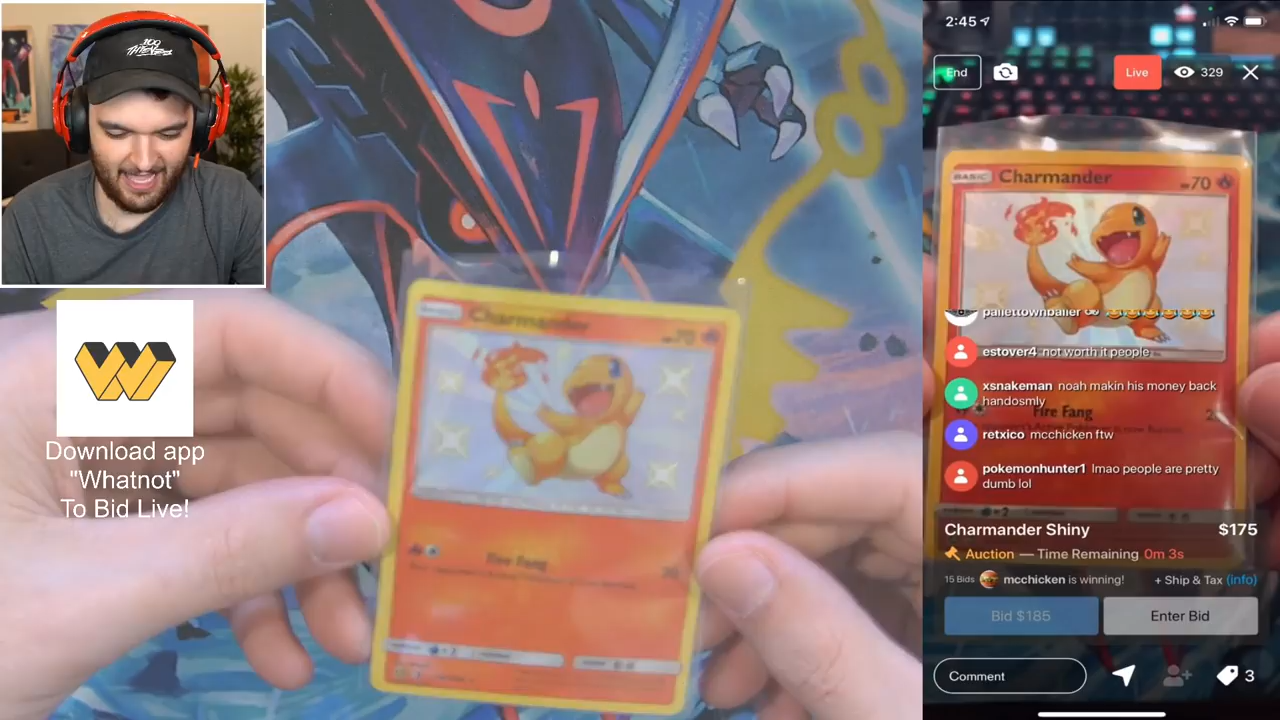 100
THIEVES
Download app
"Whatnot"
To Bid Live!
Charmander
70
Fire Fang
2:45
End
Live
329
BASIC
Charmander
HP70
pallettownballer
estover4 not worth it people
xsnakeman noah makin his money back
handosmly
Fire Fang
retxico mcchicken ftw
pokemonhunter1 lmao people are pretty
dumb lol
Charmander Shiny $175
Auction — Time Remaining 0m 3s
15 Bids mcchicken is winning! + Ship & Tax (info)
Bid $185 Enter Bid
Comment 3